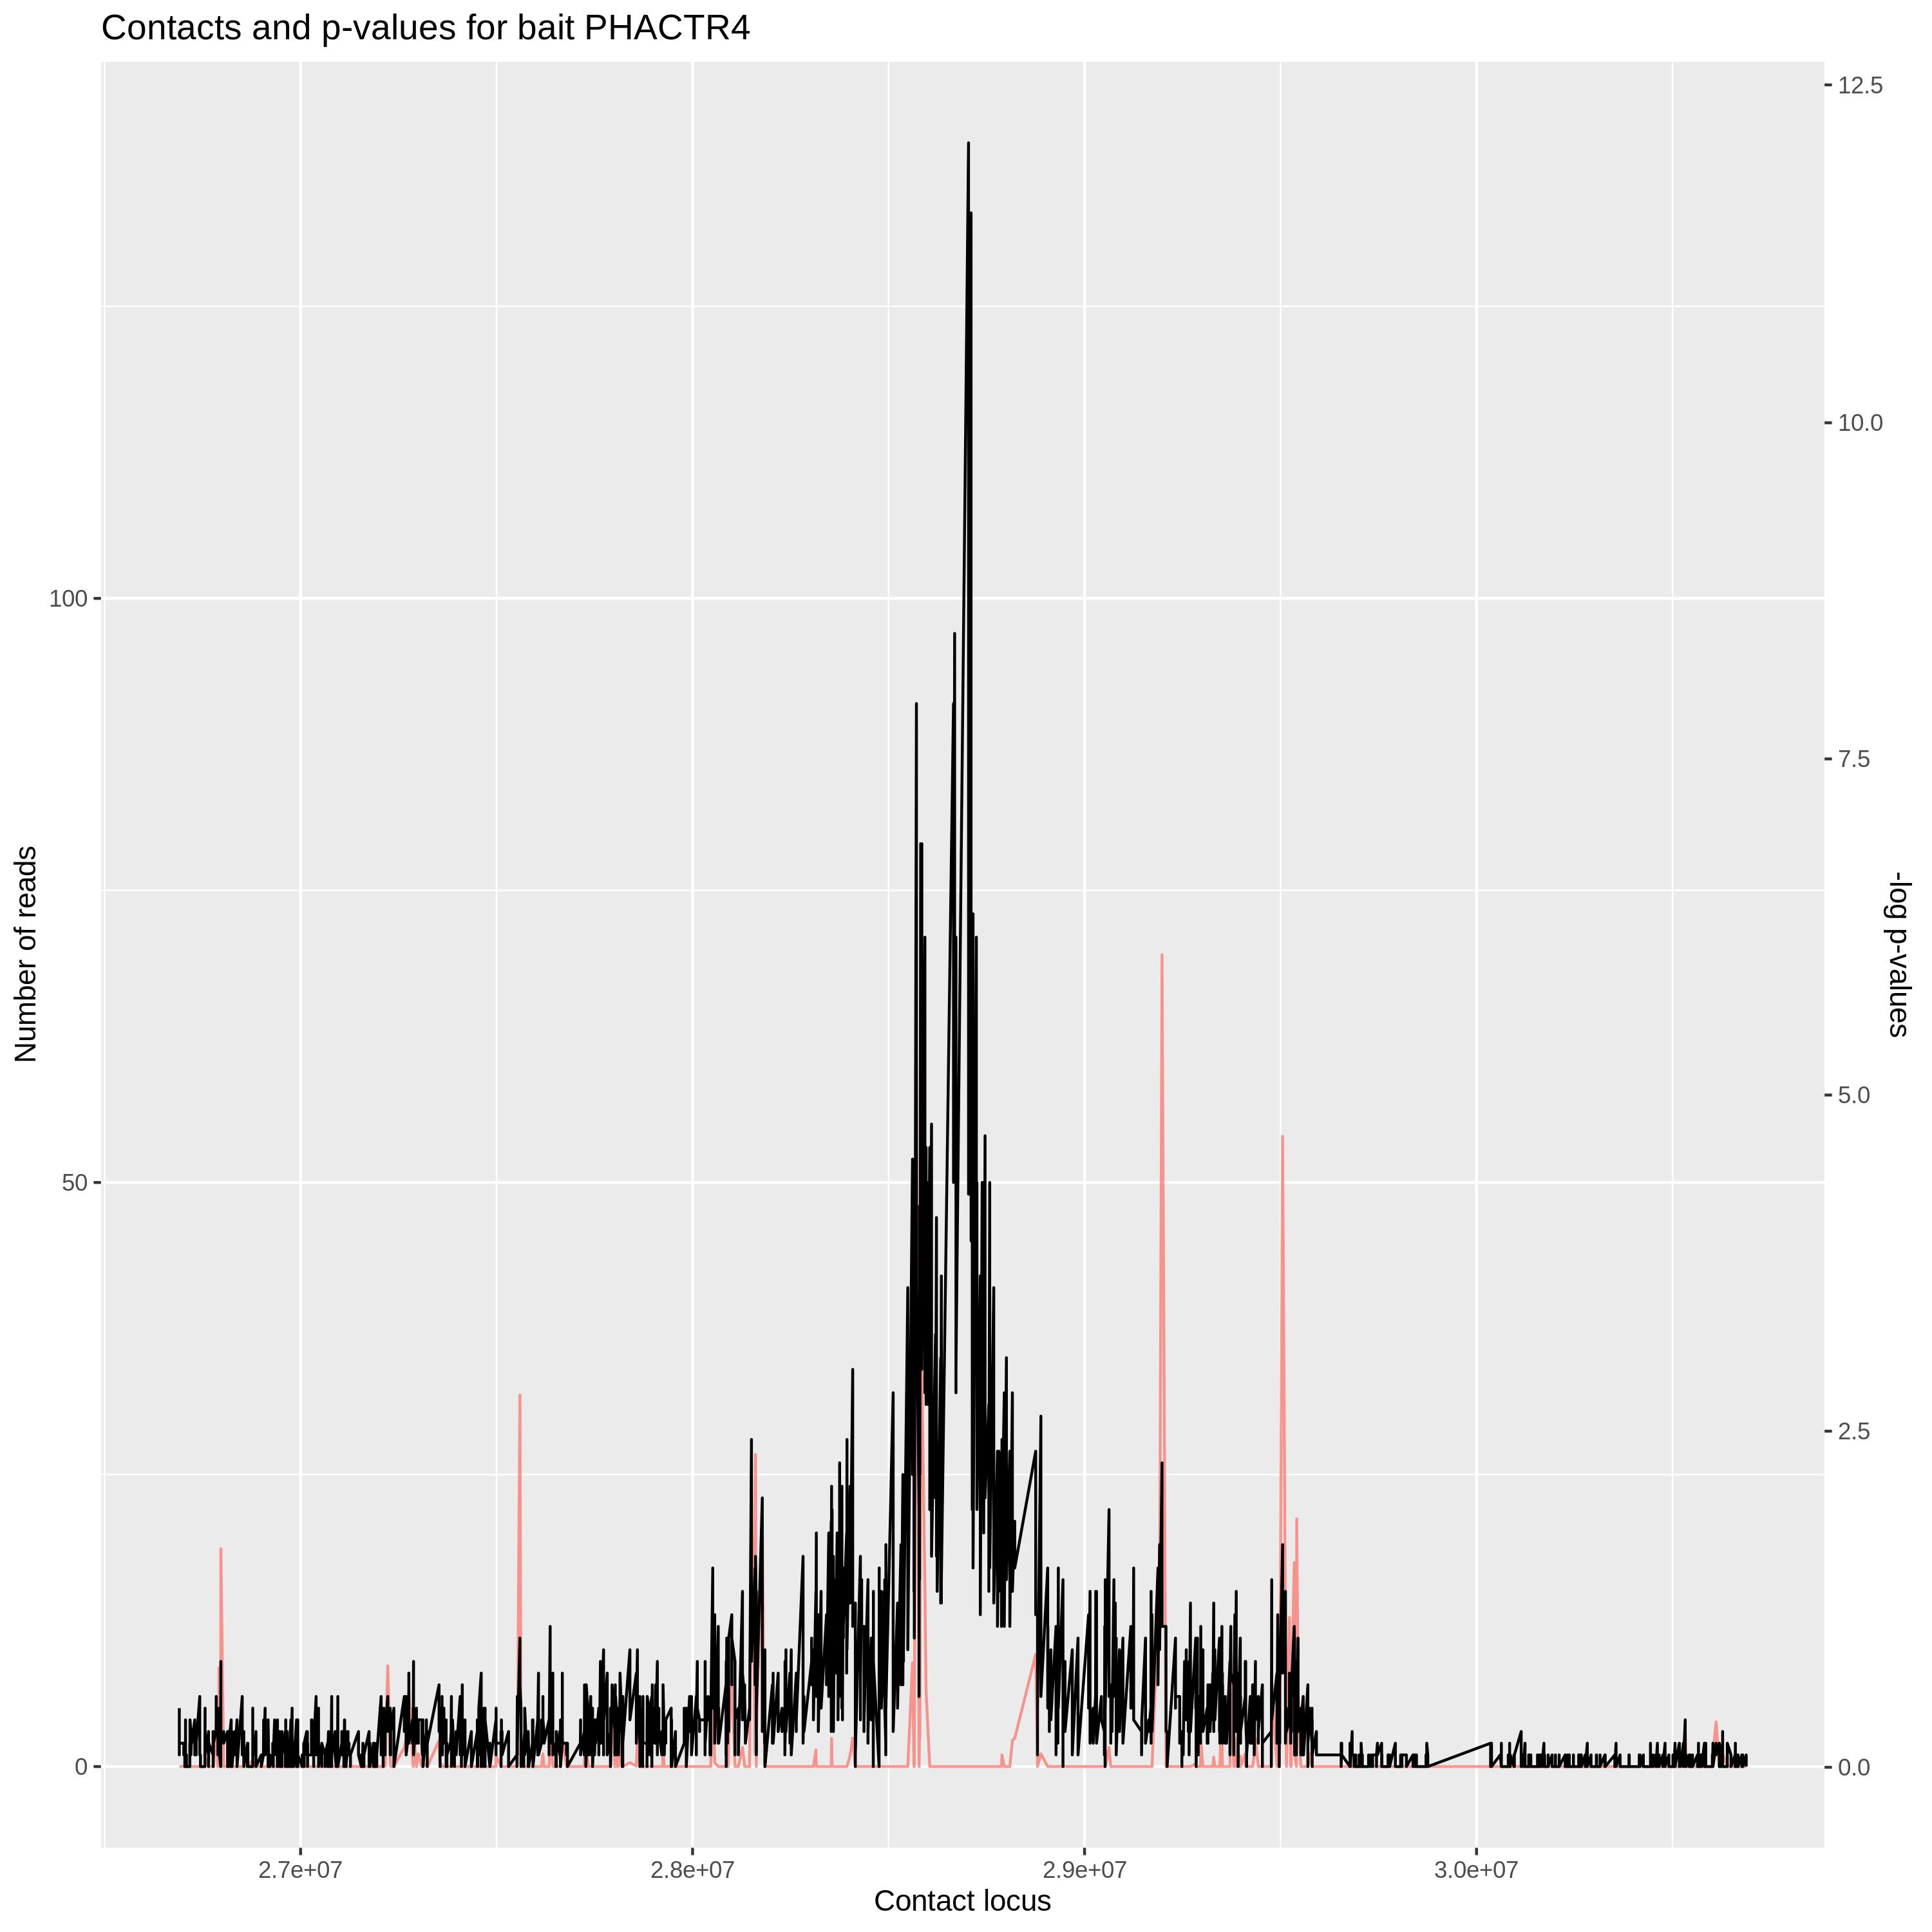 Contacts and p-values for bait PHACTR4
12.5
10.0
100
7.5
Number of reads
-log p-values
5.0
50
2.5
0
0.0
2.7e+07
2.8e+07
2.9e+07
3.0e+07
Contact locus